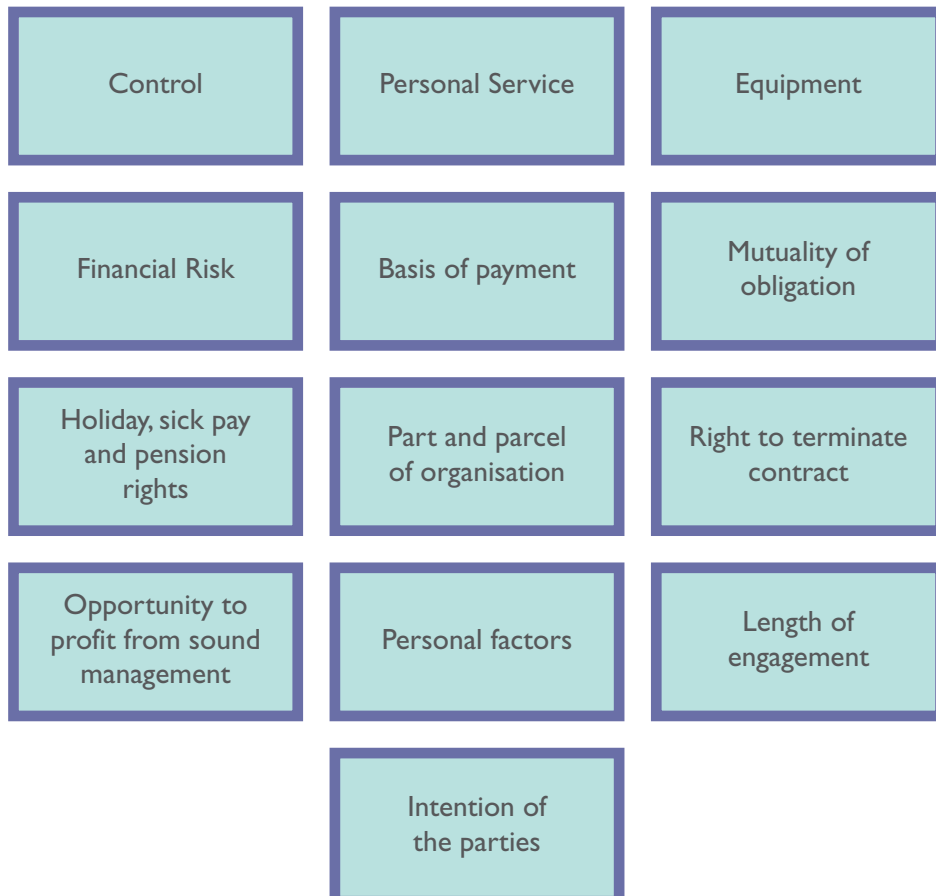 Control
Personal Service
Equipment
Financial Risk
Basis of payment
Mutuality of
obligation
Holiday, sick pay
and pension
rights
Part and parcel
of organisation
Right to terminate
contract
Opportunity to
profit from sound
management
Personal factors
Length of
engagement
Intention of
the parties